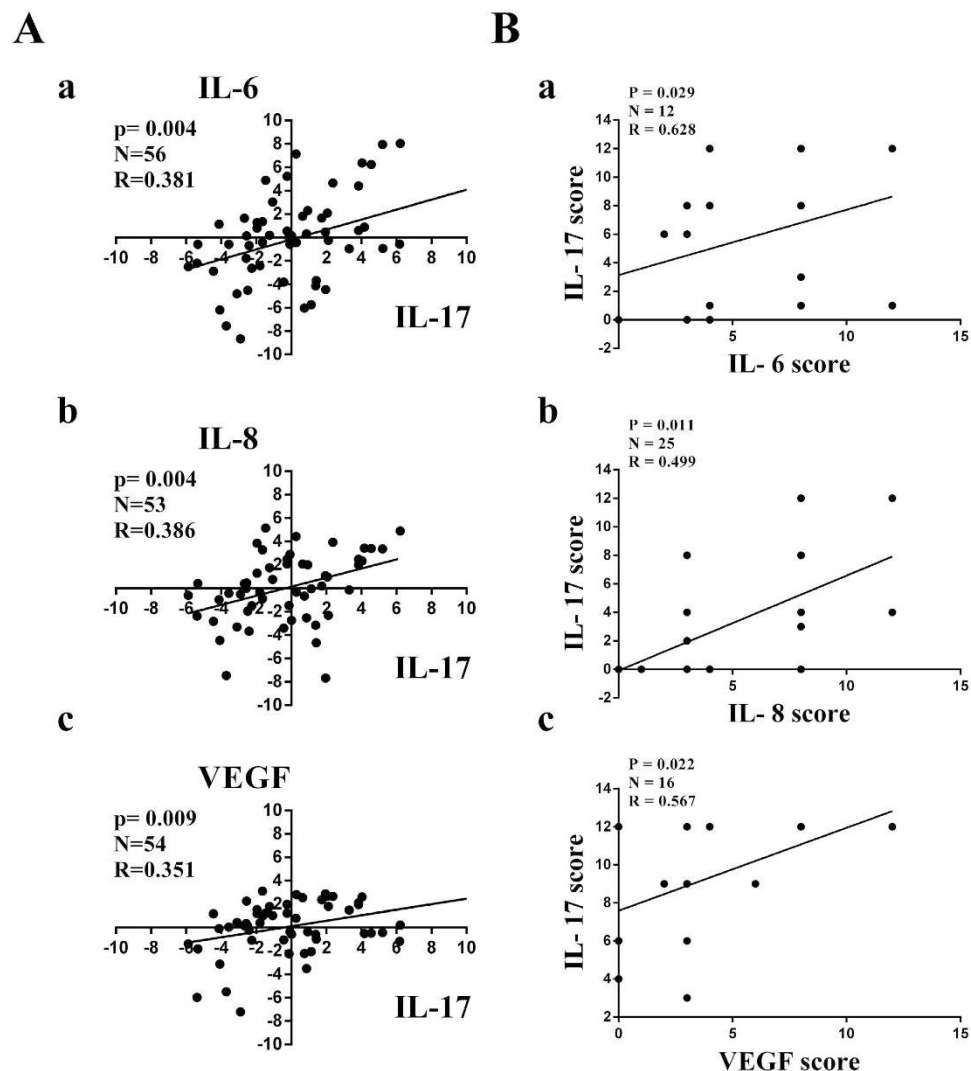 A
B
a
IL-6
p= 0.004
N=56
R=0.381
10
8
6
4
2
0
-2
-4
-6
-8
-10
-10 -8 -6 -4 -2 0 2 4 6 8 10
IL-17
a
P = 0.029
N = 12
R = 0.628
IL- 17 score
14
12
10
8
6
4
2
0
-2
5 10 15
IL- 6 score
b
IL-8
p= 0.004
N=53
R=0.386
10
8
6
4
2
0
-2
-4
-6
-8
-10
-10 -8 -6 -4 -2 0 2 4 6 8 10
IL-17
b
P = 0.011
N = 25
R = 0.499
IL- 17 score
14
12
10
8
6
4
2
0
-2
5 10 15
IL- 8 score
c
VEGF
p= 0.009
N=54
R=0.351
10
8
6
4
2
0
-2
-4
-6
-8
-10
-10 -8 -6 -4 -2 0 2 4 6 8 10
IL-17
c
P = 0.022
N = 16
R = 0.567
IL- 17 score
14
12
10
8
6
4
2
0 5 10 15
VEGF score